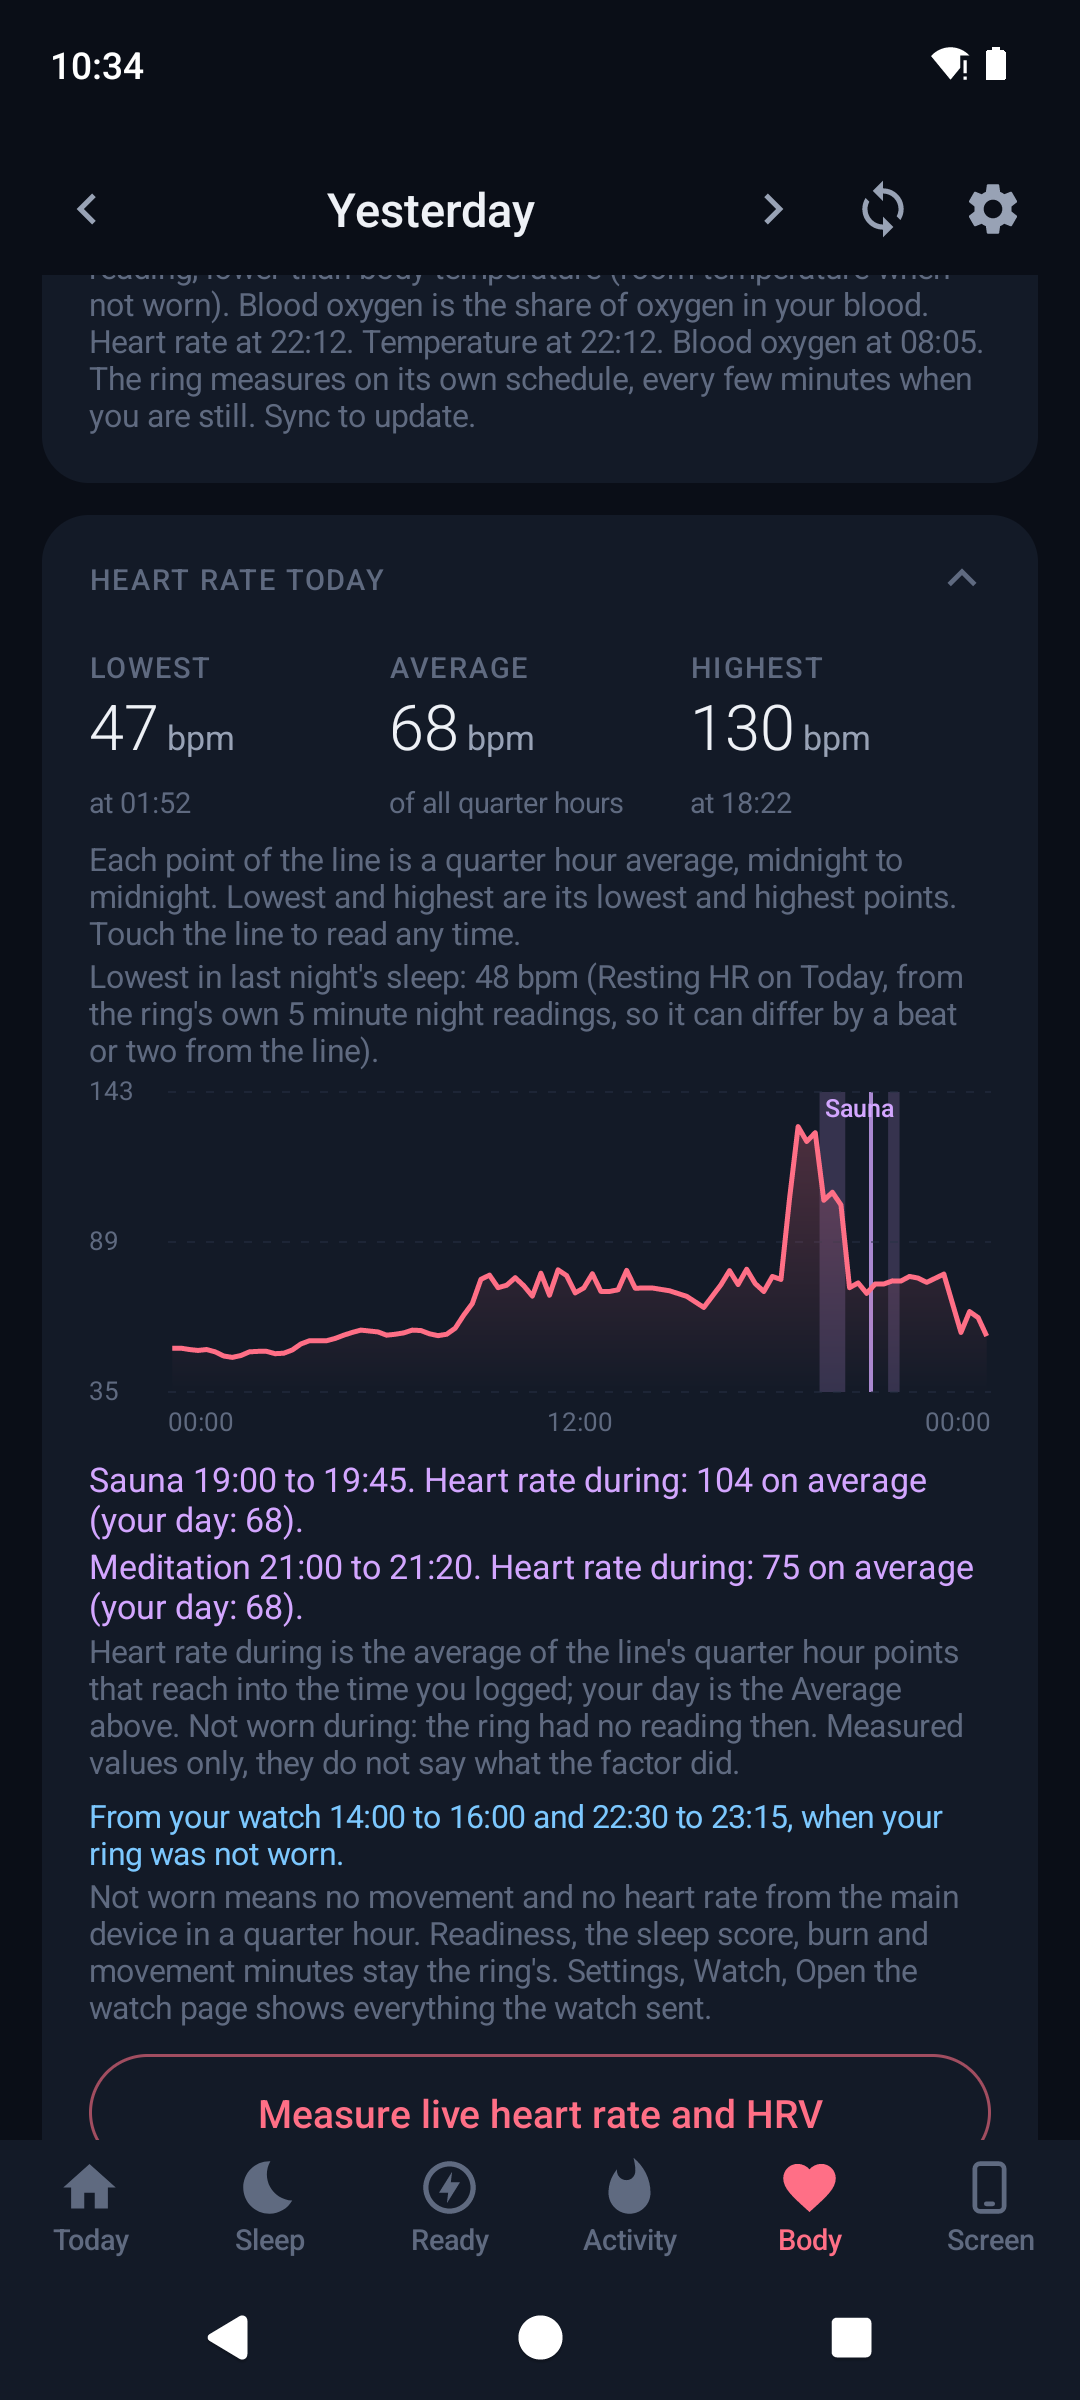 10:34
Yesterday
reading, lower than body temperature (room temperature when
not worn). Blood oxygen is the share of oxygen in your blood.
Heart rate at 22:12. Temperature at 22:12. Blood oxygen at 08:05.
The ring measures on its own schedule, every few minutes when
you are still. Sync to update.
HEART RATE TODAY
LOWEST AVERAGE HIGHEST
47 bpm 68 bpm 130 bpm
at 01:52 of all quarter hours at 18:22
Each point of the line is a quarter hour average, midnight to
midnight. Lowest and highest are its lowest and highest points.
Touch the line to read any time.
Lowest in last night's sleep: 48 bpm (Resting HR on Today, from
the ring's own 5 minute night readings, so it can differ by a beat
or two from the line).
143
Sauna
89
35
00:00 12:00 00:00
Sauna 19:00 to 19:45. Heart rate during: 104 on average
(your day: 68).
Meditation 21:00 to 21:20. Heart rate during: 75 on average
(your day: 68).
Heart rate during is the average of the line's quarter hour points
that reach into the time you logged; your day is the Average
above. Not worn during: the ring had no reading then. Measured
values only, they do not say what the factor did.
From your watch 14:00 to 16:00 and 22:30 to 23:15, when your
ring was not worn.
Not worn means no movement and no heart rate from the main
device in a quarter hour. Readiness, the sleep score, burn and
movement minutes stay the ring's. Settings, Watch, Open the
watch page shows everything the watch sent.
Measure live heart rate and HRV
Today Sleep Ready Activity Body Screen